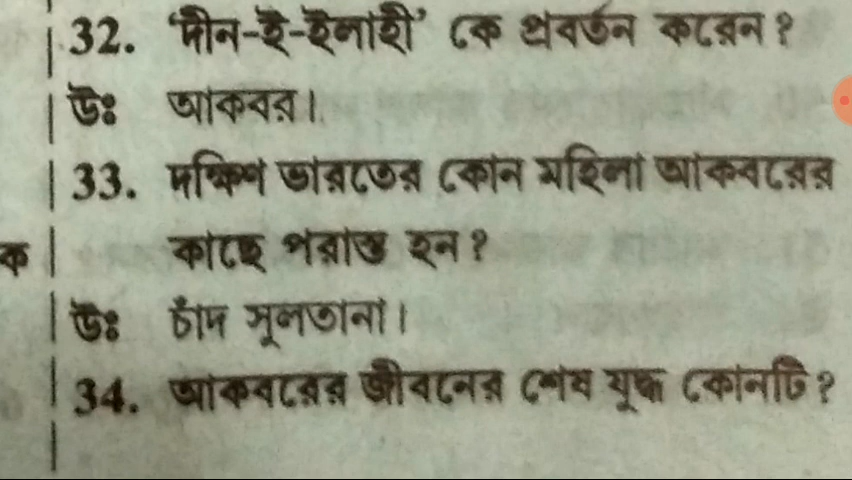 32. ‘দীন-ই-ইলাহী’ কে প্রবর্তন করেন?
উঃ আকবর।
33. দক্ষিণ ভারতের কোন মহিলা আকবরের
ক কাছে পরাস্ত হন?
উঃ চাঁদ সুলতানা।
34. আকবরের জীবনের শেষ যুদ্ধ কোনটি?